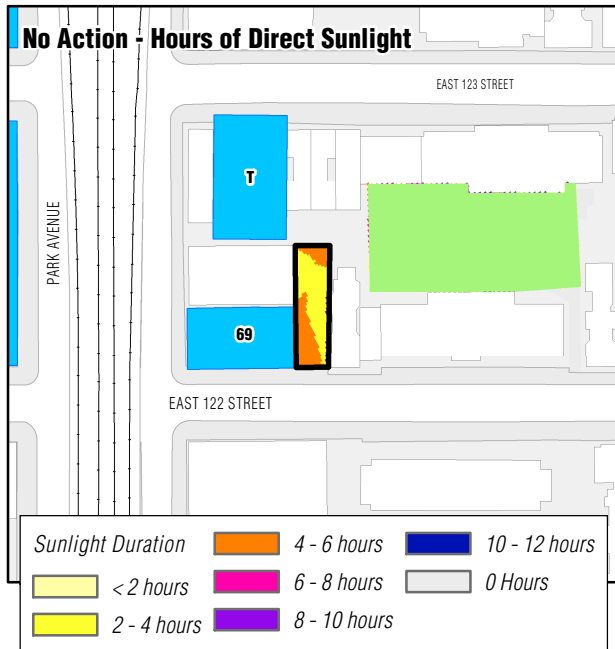 No Action - Hours of Direct Sunlight
EAST 123 STREET
T
PARK AVENUE
69
EAST 122 STREET
Sunlight Duration
< 2 hours
2 - 4 hours
4 - 6 hours
6 - 8 hours
8 - 10 hours
10 - 12 hours
0 Hours